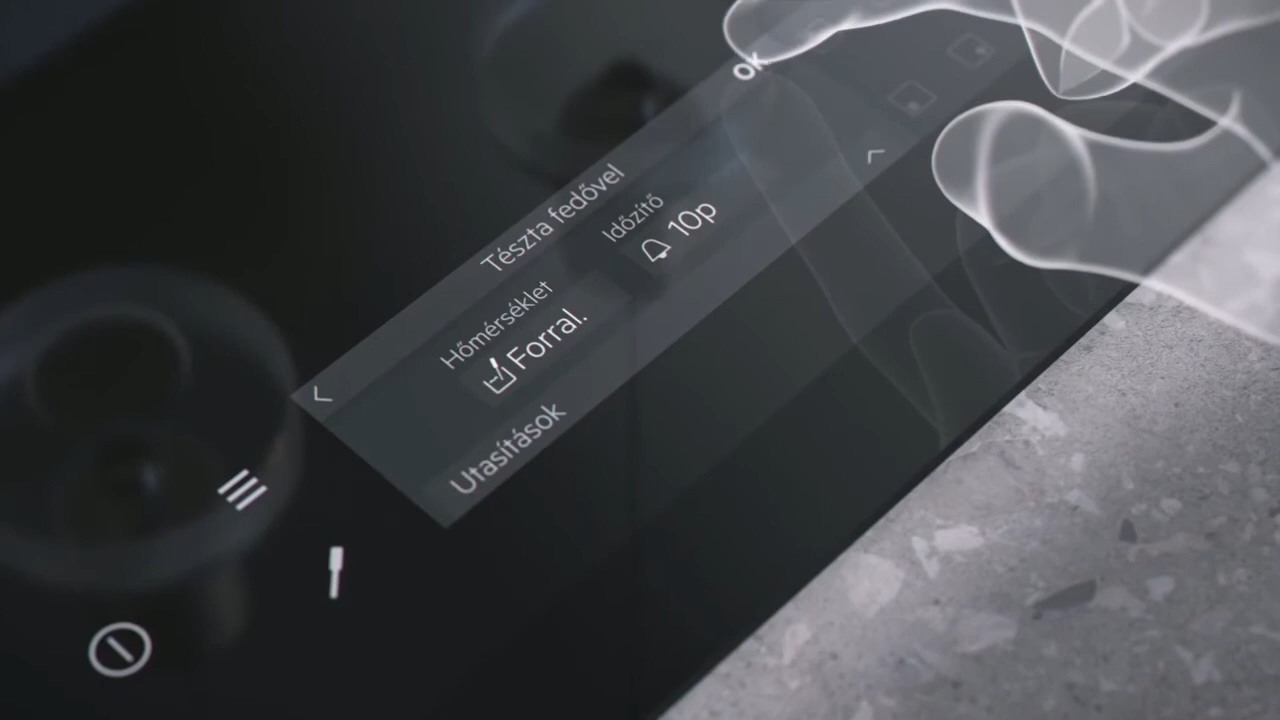 OK
Tészta fedővel
Hőmérséklet
Forral.
Időzítő
10p
Utasítások